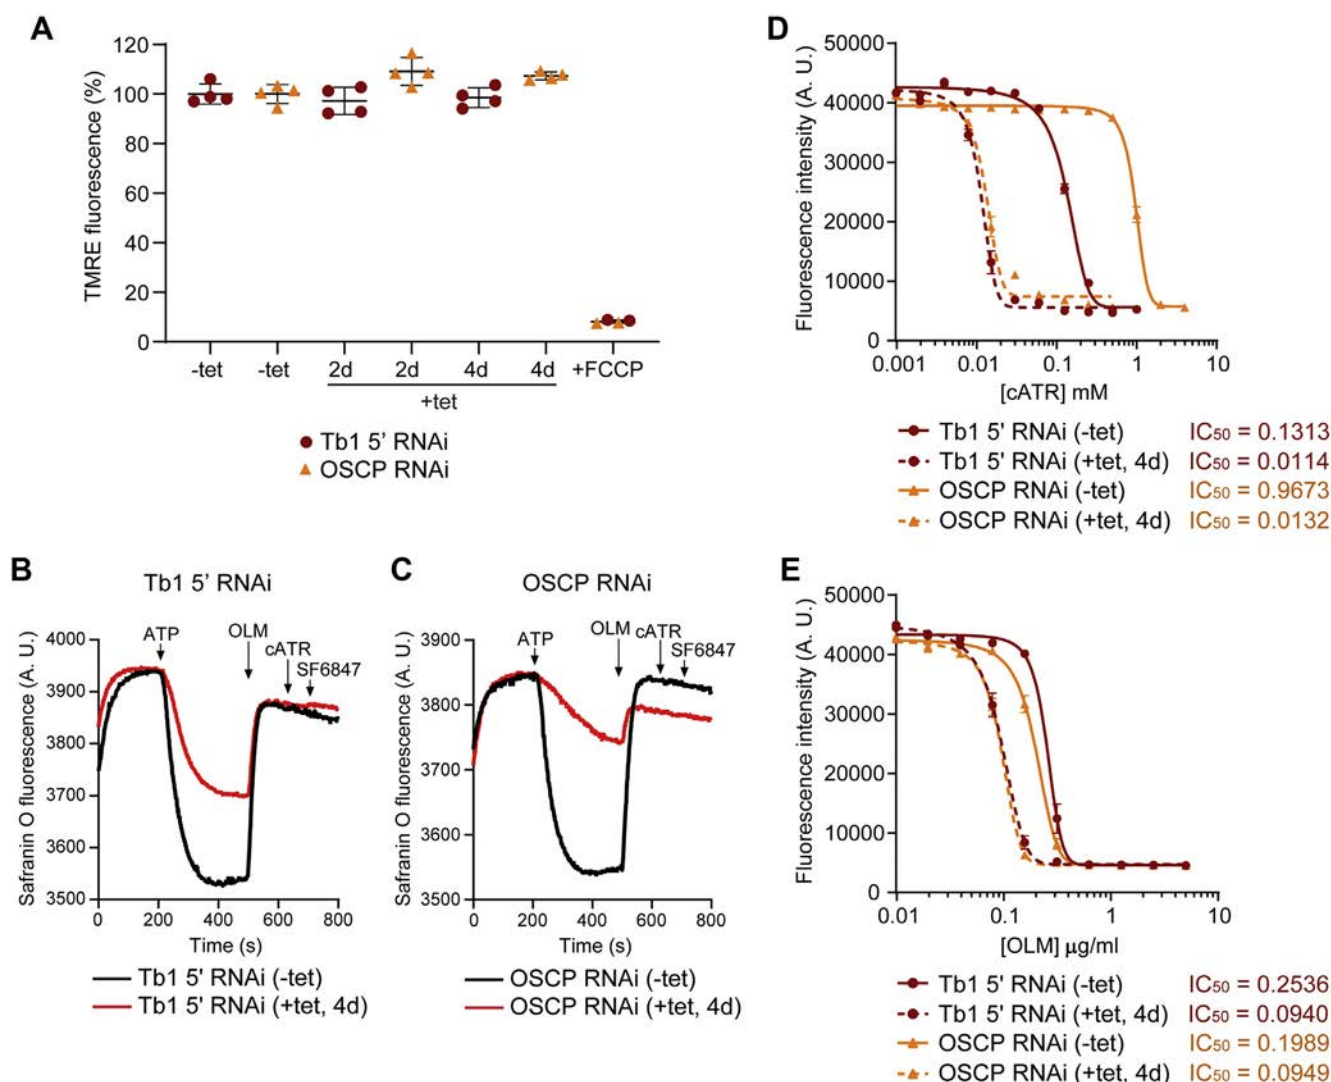 A
TMRE fluorescence (%)
120
100
80
60
40
20
0
-tet -tet 2d 2d 4d 4d +FCCP
+tet
Tb1 5' RNAi
OSCP RNAi
B
Tb1 5' RNAi
Safranin O fluorescence (A. U.)
4000
3900
3800
3700
3600
3500
ATP
OLM
cATR
SF6847
0 200 400 600 800
Time (s)
Tb1 5' RNAi (-tet)
Tb1 5' RNAi (+tet, 4d)
C
OSCP RNAi
Safranin O fluorescence (A. U.)
3900
3800
3700
3600
3500
ATP
OLM cATR
SF6847
0 200 400 600 800
Time (s)
OSCP RNAi (-tet)
OSCP RNAi (+tet, 4d)
D
Fluorescence intensity (A. U.)
50000
40000
30000
20000
10000
0
0.001 0.01 0.1 1 10
[cATR] mM
Tb1 5' RNAi (-tet) IC50 = 0.1313
Tb1 5' RNAi (+tet, 4d) IC50 = 0.0114
OSCP RNAi (-tet) IC50 = 0.9673
OSCP RNAi (+tet, 4d) IC50 = 0.0132
E
Fluorescence intensity (A. U.)
50000
40000
30000
20000
10000
0
0.01 0.1 1 10
[OLM] μg/ml
Tb1 5' RNAi (-tet) IC50 = 0.2536
Tb1 5' RNAi (+tet, 4d) IC50 = 0.0940
OSCP RNAi (-tet) IC50 = 0.1989
OSCP RNAi (+tet, 4d) IC50 = 0.0949